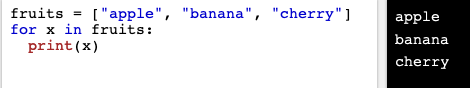 fruits = ["apple", "banana", "cherry"]
for x in fruits:
  print(x)
apple
banana
cherry